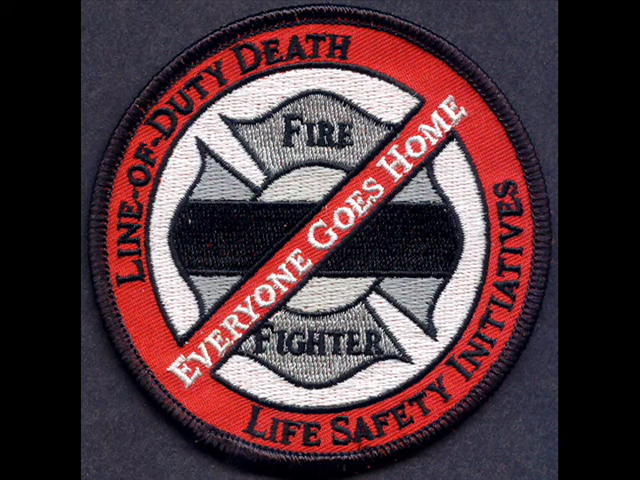 LINE-OF-DUTY DEATH
FIRE
EVERYONE GOES HOME
FIGHTER
LIFE SAFETY INITIATIVES